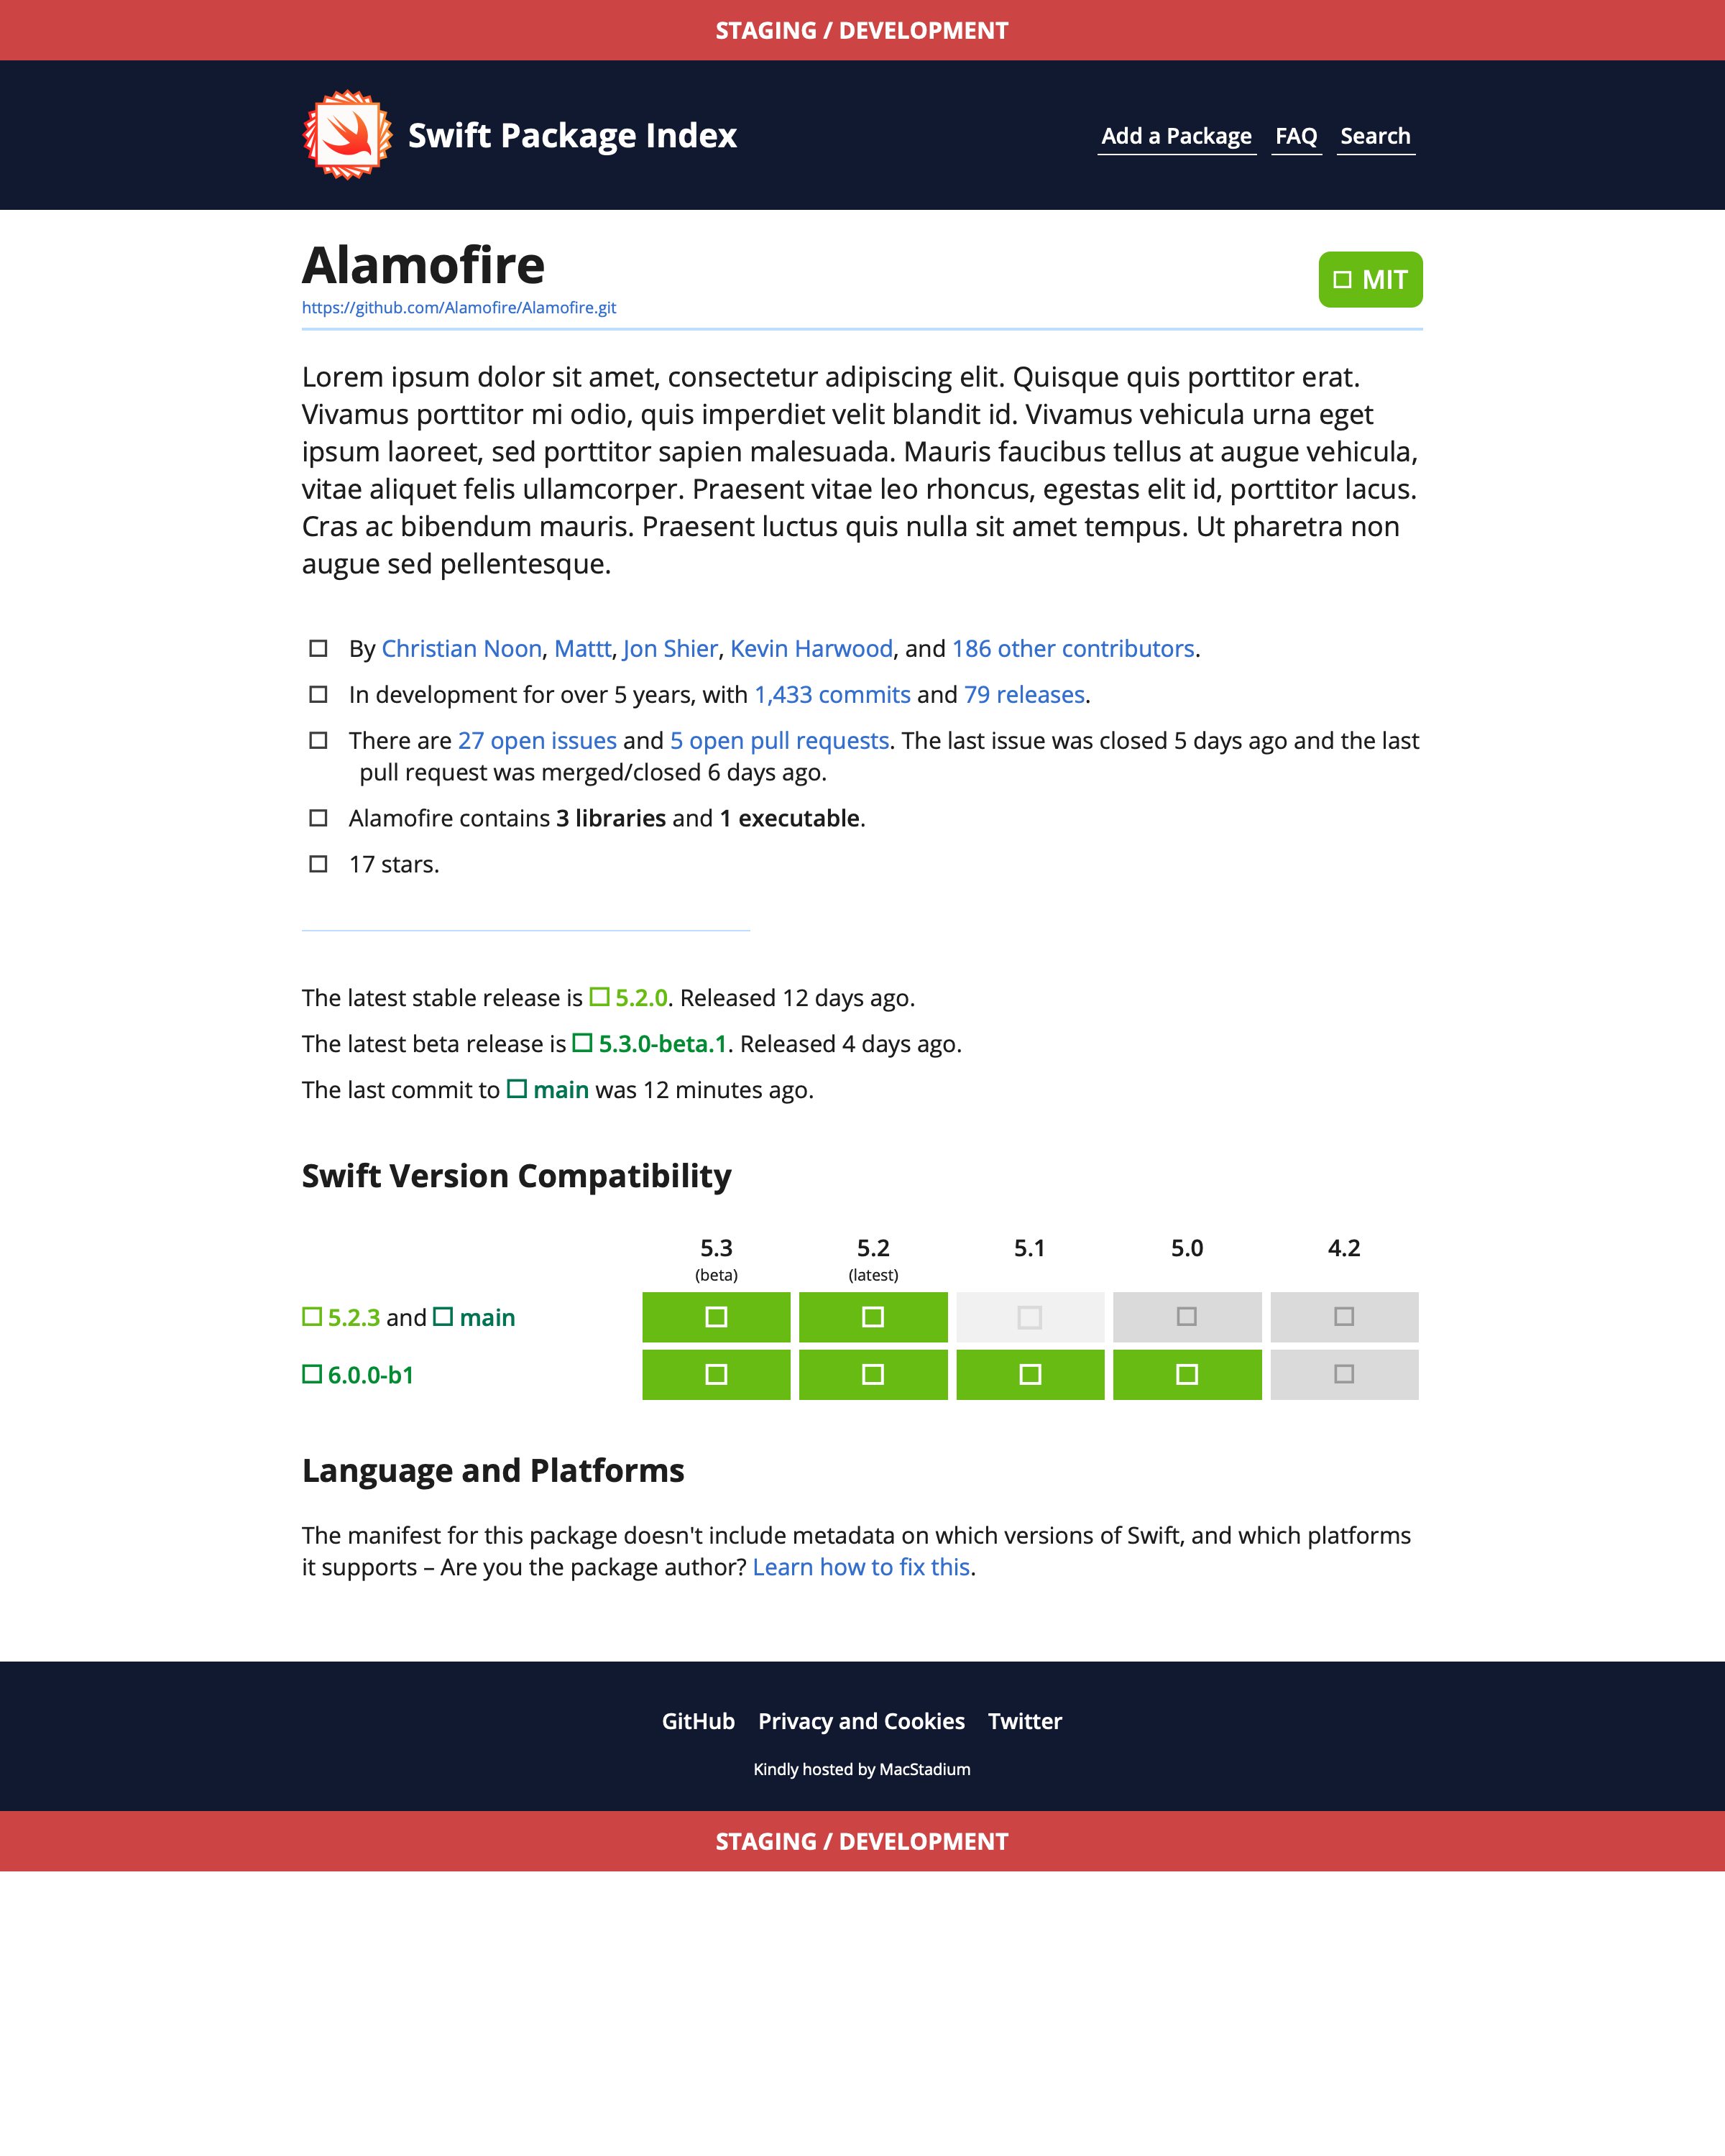 STAGING / DEVELOPMENT
Swift Package Index
Add a Package FAQ Search
Alamofire
MIT
https://github.com/Alamofire/Alamofire.git
Lorem ipsum dolor sit amet, consectetur adipiscing elit. Quisque quis porttitor erat.
Vivamus porttitor mi odio, quis imperdiet velit blandit id. Vivamus vehicula urna eget
ipsum laoreet, sed porttitor sapien malesuada. Mauris faucibus tellus at augue vehicula,
vitae aliquet felis ullamcorper. Praesent vitae leo rhoncus, egestas elit id, porttitor lacus.
Cras ac bibendum mauris. Praesent luctus quis nulla sit amet tempus. Ut pharetra non
augue sed pellentesque.
By Christian Noon, Mattt, Jon Shier, Kevin Harwood, and 186 other contributors.
In development for over 5 years, with 1,433 commits and 79 releases.
There are 27 open issues and 5 open pull requests. The last issue was closed 5 days ago and the last
pull request was merged/closed 6 days ago.
Alamofire contains 3 libraries and 1 executable.
17 stars.
The latest stable release is 5.2.0. Released 12 days ago.
The latest beta release is 5.3.0-beta.1. Released 4 days ago.
The last commit to main was 12 minutes ago.
Swift Version Compatibility
5.3 5.2 5.1 5.0 4.2
(beta) (latest)
5.2.3 and main
6.0.0-b1
Language and Platforms
The manifest for this package doesn't include metadata on which versions of Swift, and which platforms
it supports – Are you the package author? Learn how to fix this.
GitHub Privacy and Cookies Twitter
Kindly hosted by MacStadium
STAGING / DEVELOPMENT